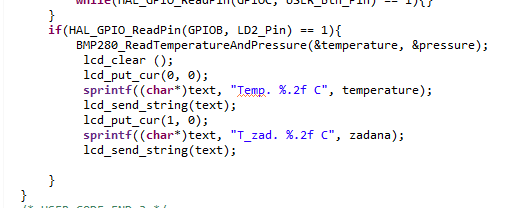 while(HAL_GPIO_ReadPin(GPIOC, USER_Btn_Pin) == 1){}
}
if(HAL_GPIO_ReadPin(GPIOB, LD2_Pin) == 1){
BMP280_ReadTemperatureAndPressure(&temperature, &pressure);
lcd_clear ();
lcd_put_cur(0, 0);
sprintf((char*)text, "Temp. %.2f C", temperature);
lcd_send_string(text);
lcd_put_cur(1, 0);
sprintf((char*)text, "T_zad. %.2f C", zadana);
lcd_send_string(text);
}
}
/* USER CODE END 3 */